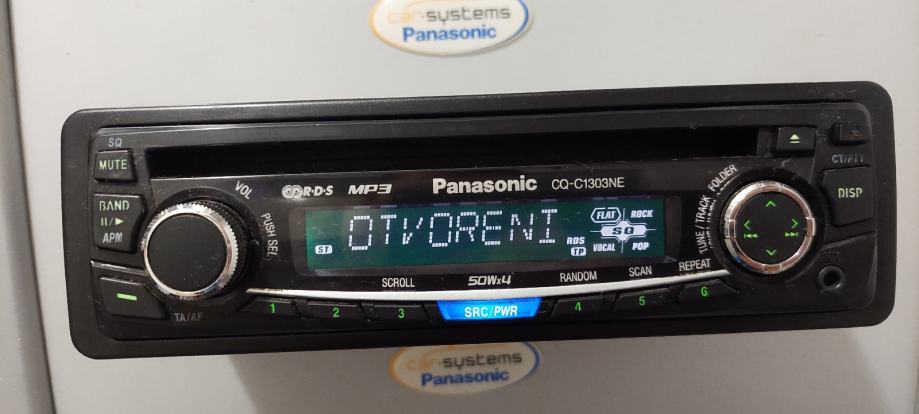 car-systems
Panasonic
SQ
MUTE
BAND
II/►
APM
TA/AF
VOL
PUSH SEL
R·D·S MP3 Panasonic CQ-C1303NE
OTVORENI
ST
RDS
TP
FLAT ROCK
SQ
VOCAL POP
SCROLL 50Wx4 RANDOM SCAN REPEAT
1 2 3 SRC/PWR 4 5 6
TUNE / TRACK
FOLDER
DISP
car-systems
Panasonic